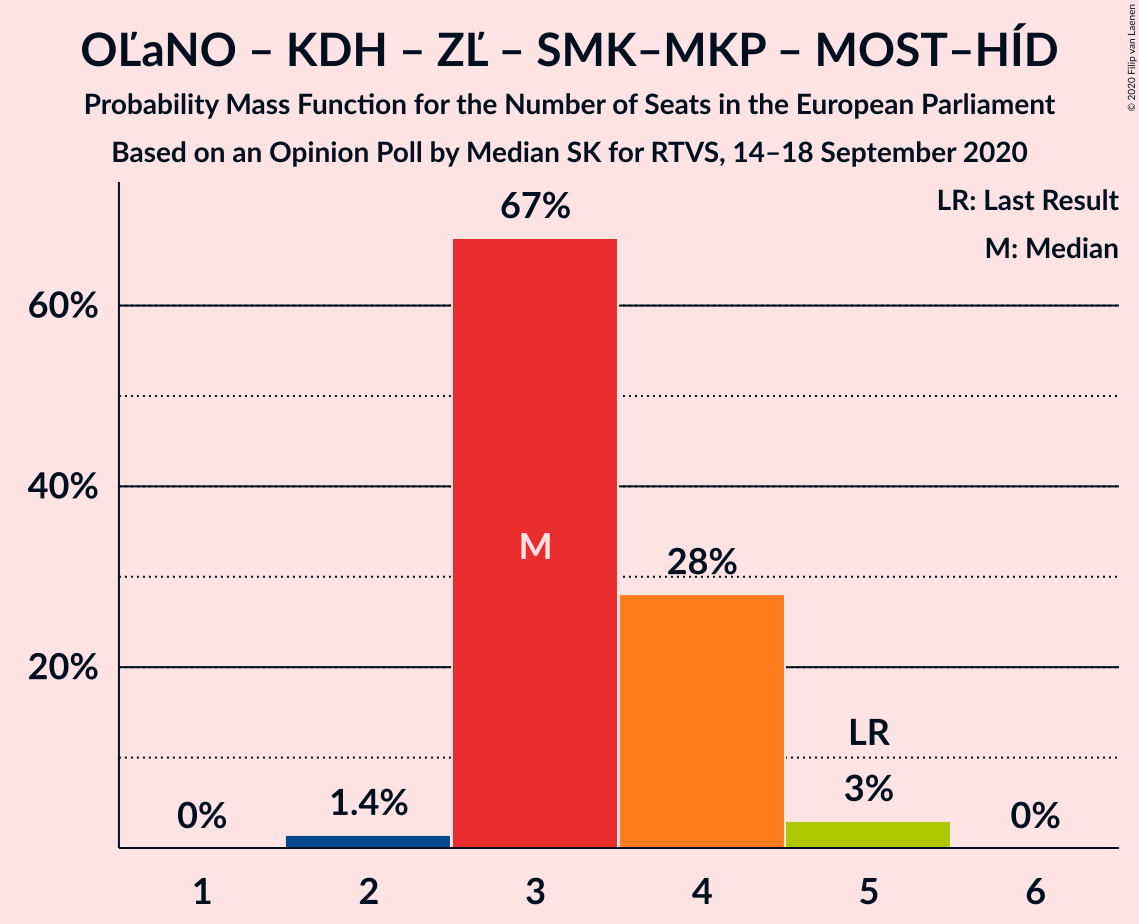 OĽaNO – KDH – ZĽ – SMK–MKP – MOST–HÍD
Probability Mass Function for the Number of Seats in the European Parliament
Based on an Opinion Poll by Median SK for RTVS, 14–18 September 2020
© 2020 Filip van Laenen
LR: Last Result
M: Median
67%
60%
M
40%
28%
20%
LR
3%
1.4%
0%
0%
1 2 3 4 5 6